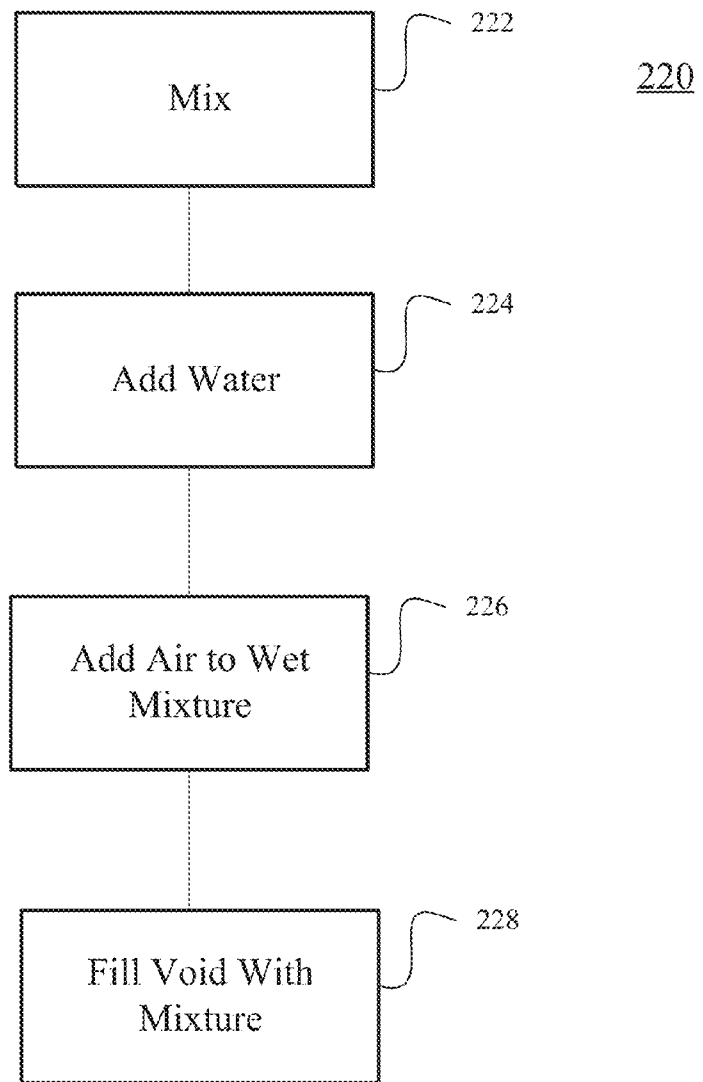 222
220
Mix
224
Add Water
226
Add Air to Wet
Mixture
228
Fill Void With
Mixture